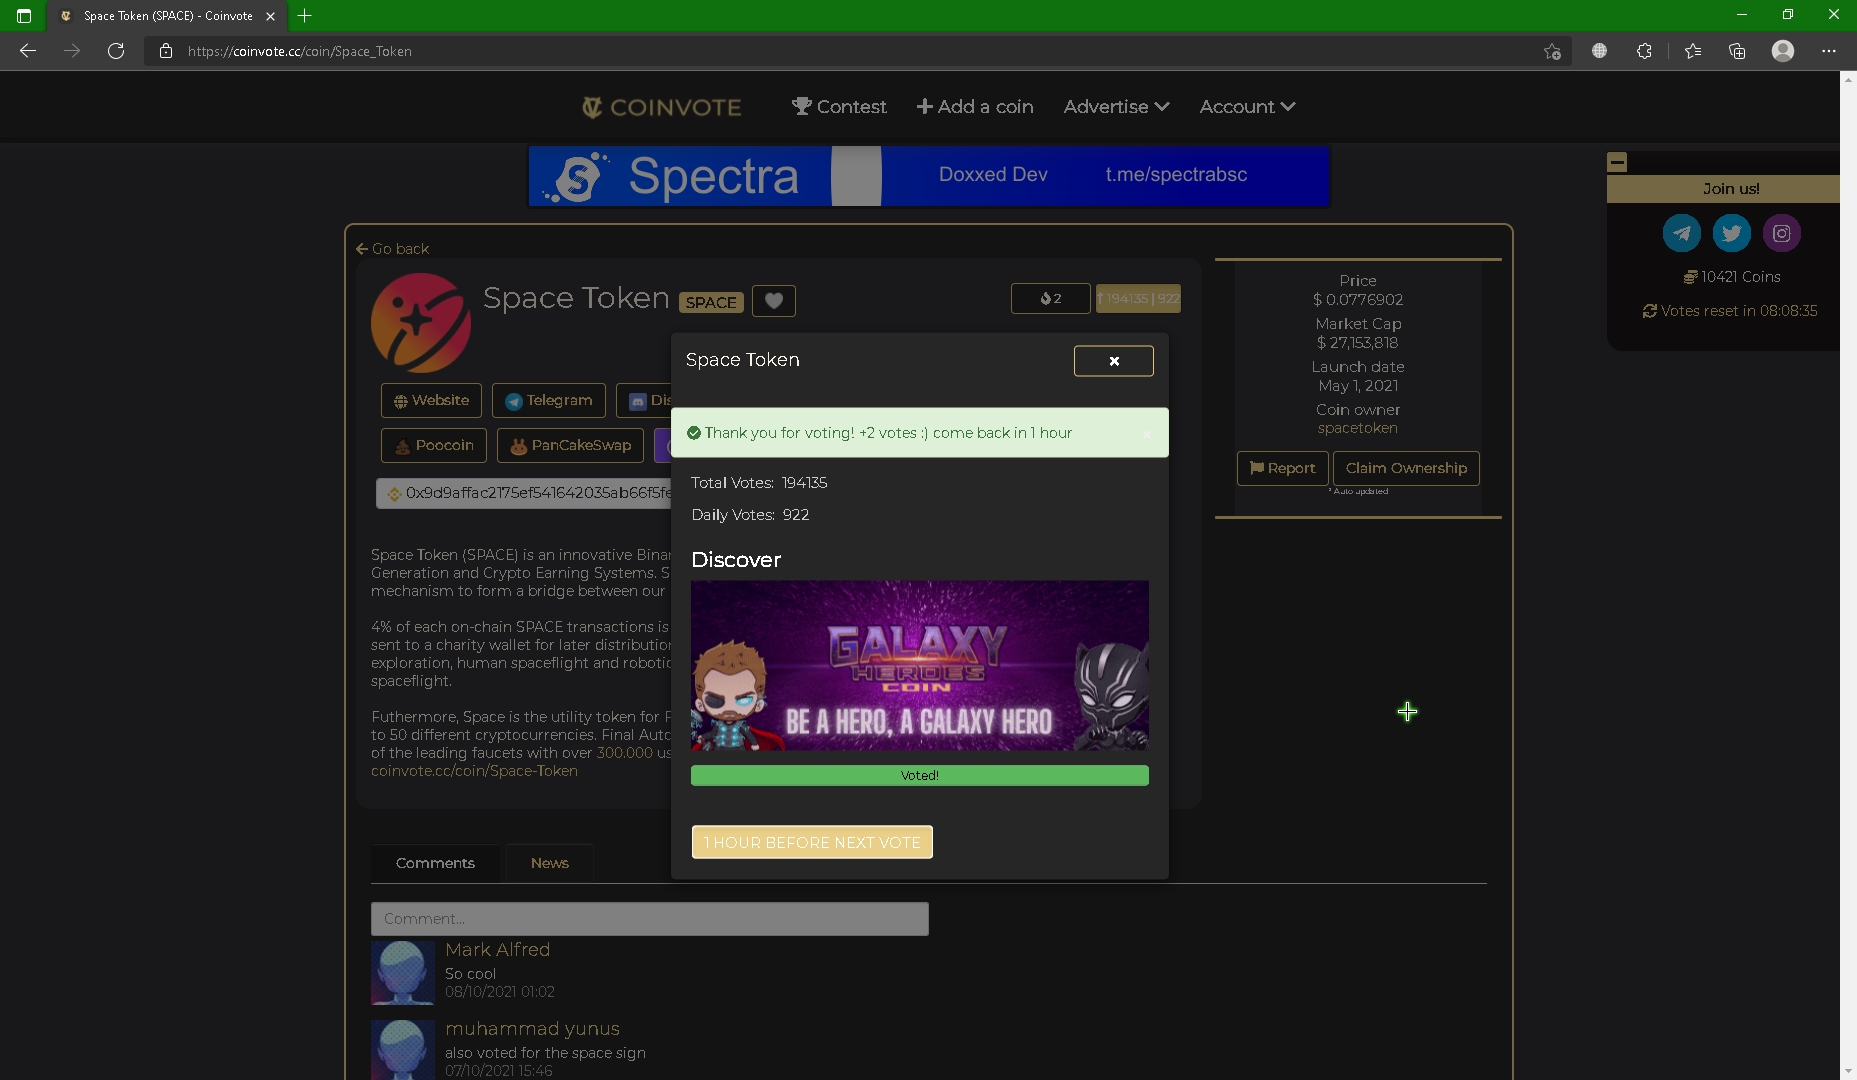 Space Token (SPACE) - Coinvote
https://coinvote.cc/coin/Space_Token
COINVOTE
Contest
Add a coin
Advertise
Account
Spectra
Doxxed Dev
t.me/spectrabsc
Join us!
10421 Coins
Votes reset in 08:08:35
Go back
Space Token
SPACE
2
194135 | 922
Price
$ 0.0776902
Market Cap
$ 27,153,818
Launch date
May 1, 2021
Coin owner
spacetoken
Report
Claim Ownership
* Auto updated
Website
Telegram
Dis
Poocoin
PanCakeSwap
0x9d9affac2175ef541642035ab66f5fe
Space Token (SPACE) is an innovative Binan
Generation and Crypto Earning Systems. S
mechanism to form a bridge between our
4% of each on-chain SPACE transactions is
sent to a charity wallet for later distribution
exploration, human spaceflight and robotic
spaceflight.
Futhermore, Space is the utility token for F
to 50 different cryptocurrencies. Final Auto
of the leading faucets with over 300.000 us
coinvote.cc/coin/Space-Token
Space Token
Thank you for voting! +2 votes :) come back in 1 hour
Total Votes: 194135
Daily Votes: 922
Discover
GALAXY
HEROES
COIN
BE A HERO, A GALAXY HERO
Voted!
1 HOUR BEFORE NEXT VOTE
Comments
News
Comment...
Mark Alfred
So cool
08/10/2021 01:02
muhammad yunus
also voted for the space sign
07/10/2021 15:46